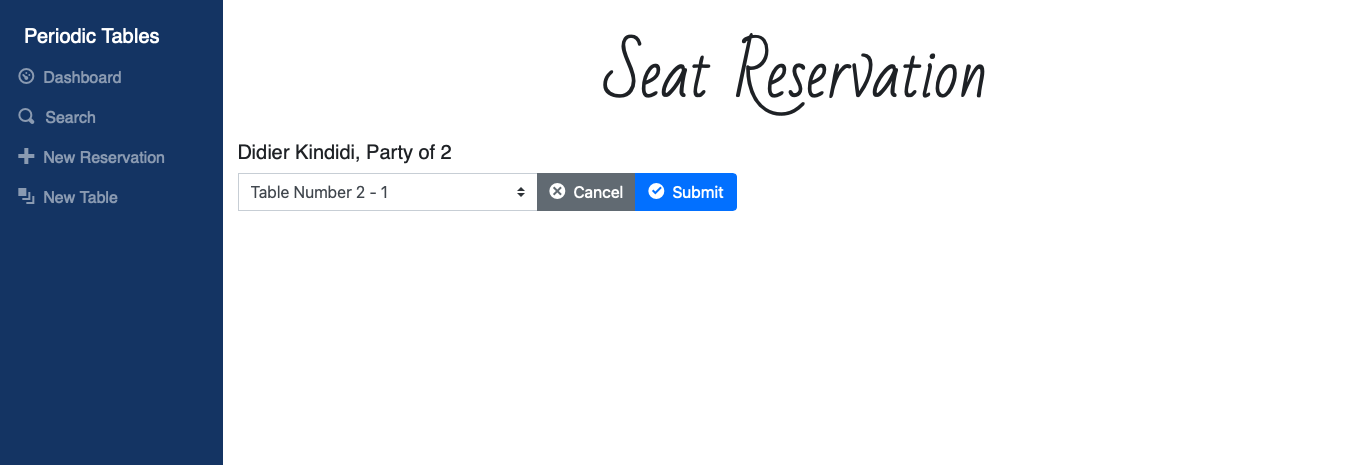 Periodic Tables
Dashboard
Search
New Reservation
New Table
Seat Reservation
Didier Kindidi, Party of 2
Table Number 2 - 1
Cancel
Submit